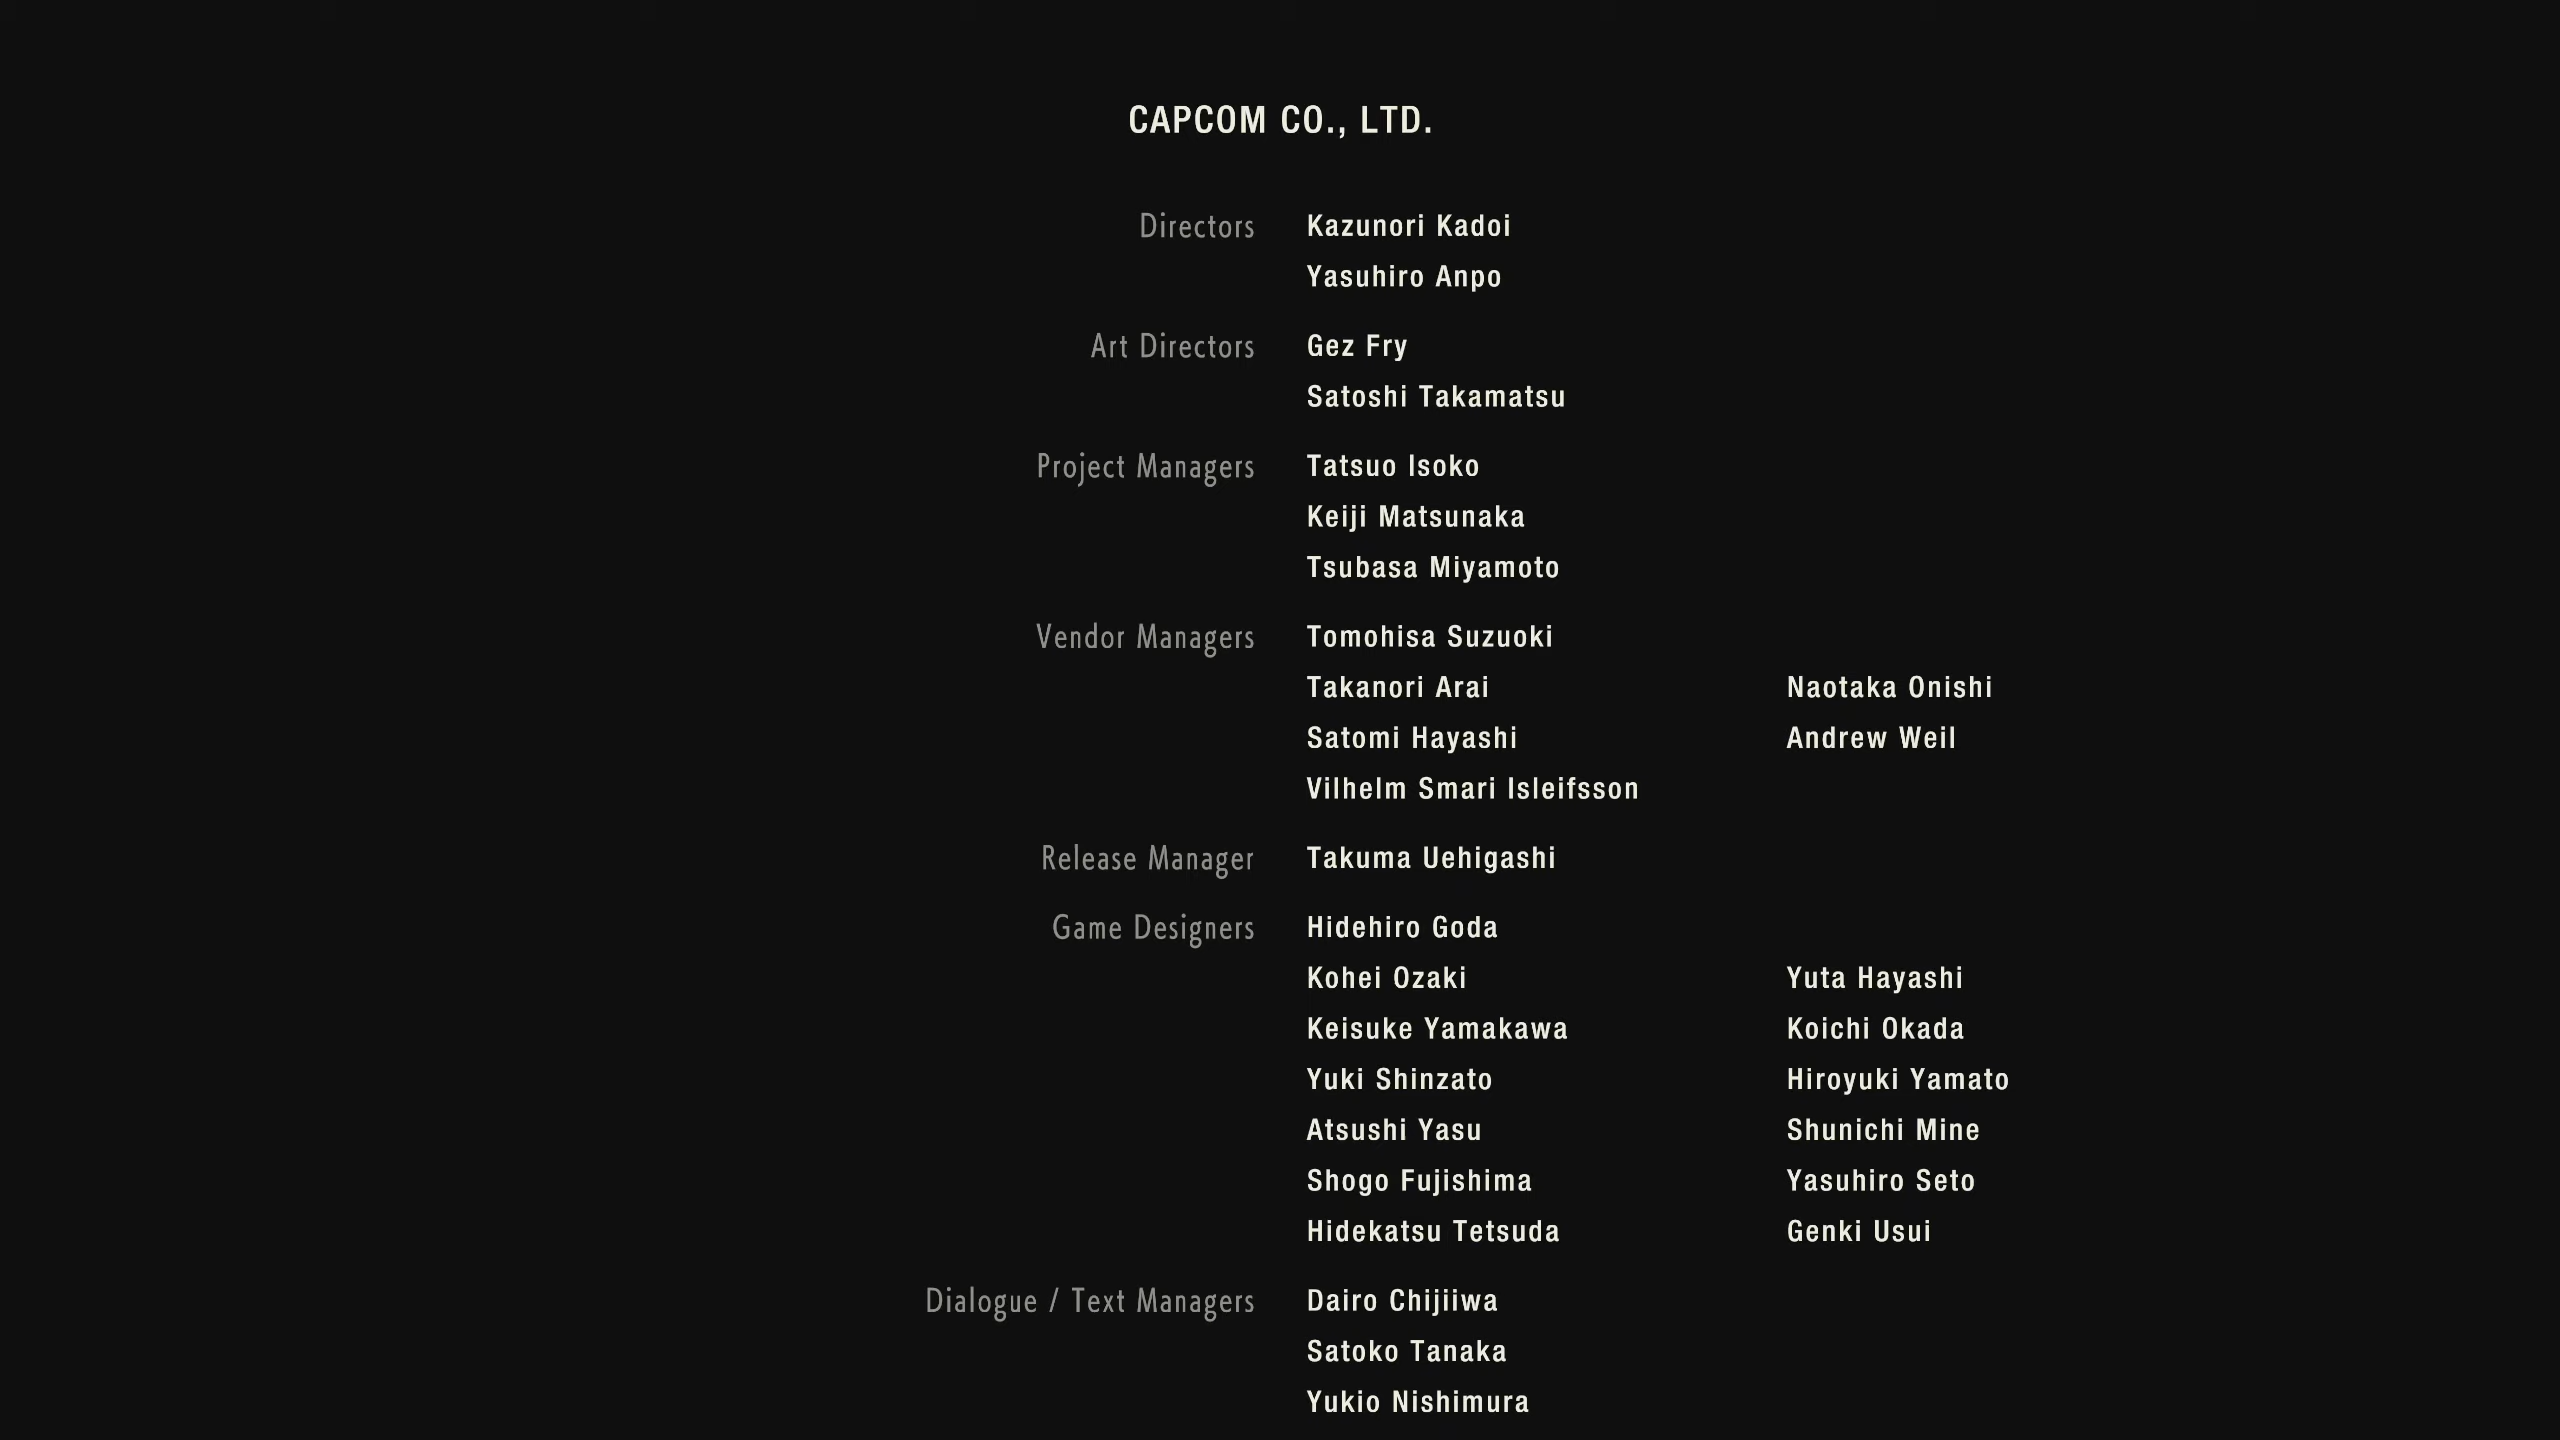 CAPCOM CO., LTD.
Directors Kazunori Kadoi
Yasuhiro Anpo
Art Directors Gez Fry
Satoshi Takamatsu
Project Managers Tatsuo Isoko
Keiji Matsunaka
Tsubasa Miyamoto
Vendor Managers Tomohisa Suzuoki
Takanori Arai Naotaka Onishi
Satomi Hayashi Andrew Weil
Vilhelm Smari Isleifsson
Release Manager Takuma Uehigashi
Game Designers Hidehiro Goda
Kohei Ozaki Yuta Hayashi
Keisuke Yamakawa Koichi Okada
Yuki Shinzato Hiroyuki Yamato
Atsushi Yasu Shunichi Mine
Shogo Fujishima Yasuhiro Seto
Hidekatsu Tetsuda Genki Usui
Dialogue / Text Managers Dairo Chijiiwa
Satoko Tanaka
Yukio Nishimura